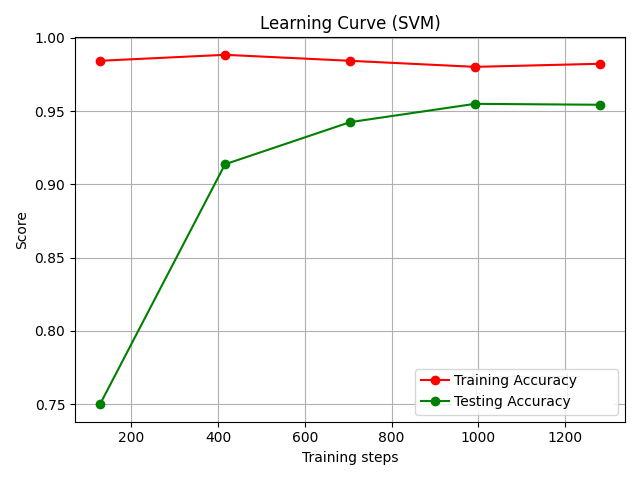 Learning Curve (SVM)
1.00
0.95
0.90
0.85
0.80
0.75
Score
200
400
600
800
1000
1200
Training steps
Training Accuracy
Testing Accuracy